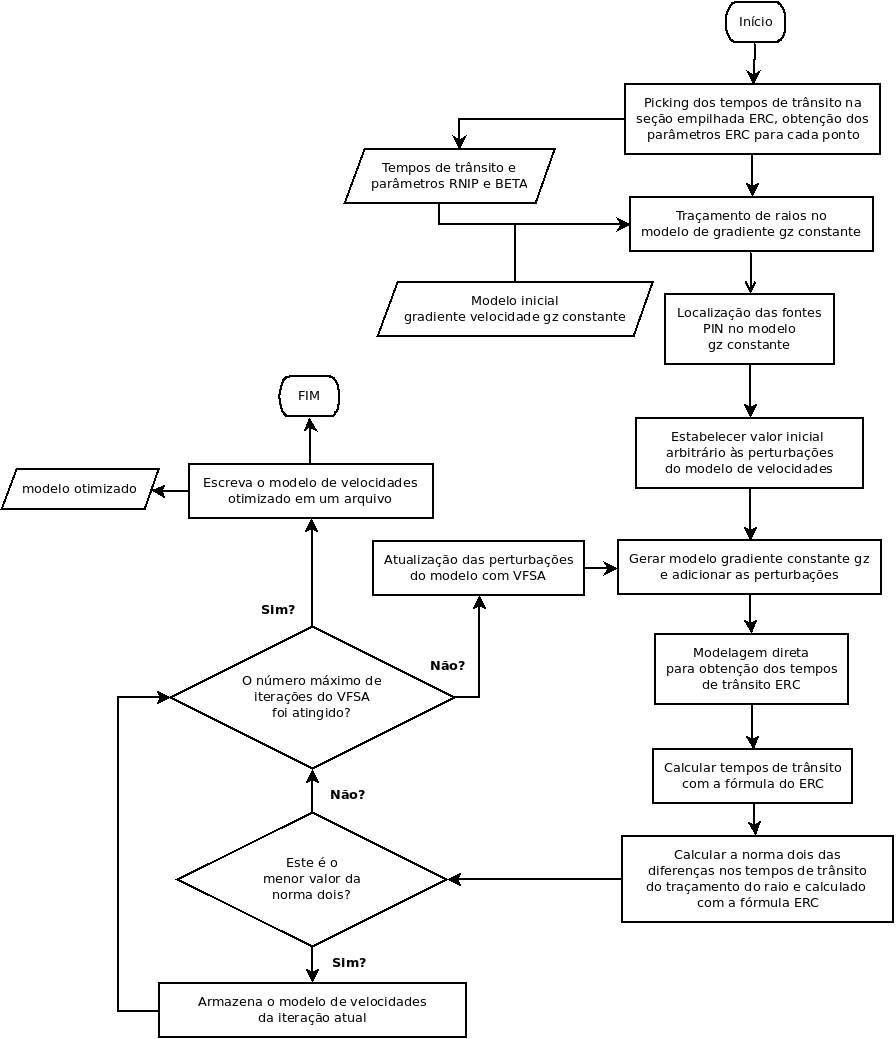 Início
Picking dos tempos de trânsito na
seção empilhada ERC, obtenção dos
parâmetros ERC para cada ponto
Tempos de trânsito e
parâmetros RNIP e BETA
Traçamento de raios no
modelo de gradiente gz constante
Modelo inicial
gradiente velocidade gz constante
Localização das fontes
PIN no modelo
gz constante
Estabelecer valor inicial
arbitrário às perturbações
do modelo de velocidades
Gerar modelo gradiente constante gz
e adicionar as perturbações
Modelagem direta
para obtenção dos tempos
de trânsito ERC
Calcular tempos de trânsito
com a fórmula do ERC
Calcular a norma dois das
diferenças nos tempos de trânsito
do traçamento do raio e calculado
com a fórmula ERC
Este é o
menor valor da
norma dois?
Sim?
Armazena o modelo de velocidades
da iteração atual
Não?
O número máximo de
iterações do VFSA
foi atingido?
Não?
Atualização das perturbações
do modelo com VFSA
Sim?
Escreva o modelo de velocidades
otimizado em um arquivo
modelo otimizado
FIM